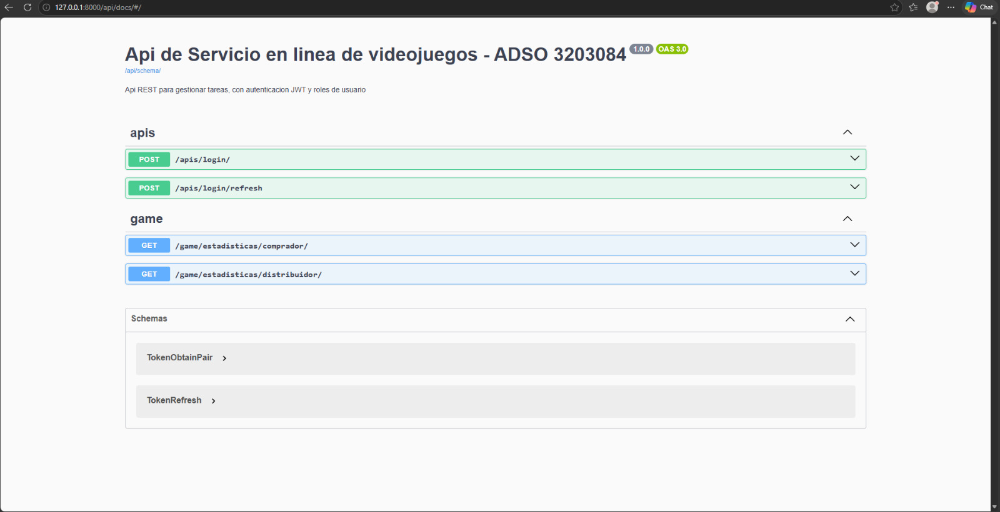 127.0.0.1:8000/api/docs/#/
Chat
Api de Servicio en linea de videojuegos - ADSO 3203084 1.0.0 OAS 3.0
/api/schema/
Api REST para gestionar tareas, con autenticacion JWT y roles de usuario
apis
POST /apis/login/
POST /apis/login/refresh
game
GET /game/estadisticas/comprador/
GET /game/estadisticas/distribuidor/
Schemas
TokenObtainPair
TokenRefresh